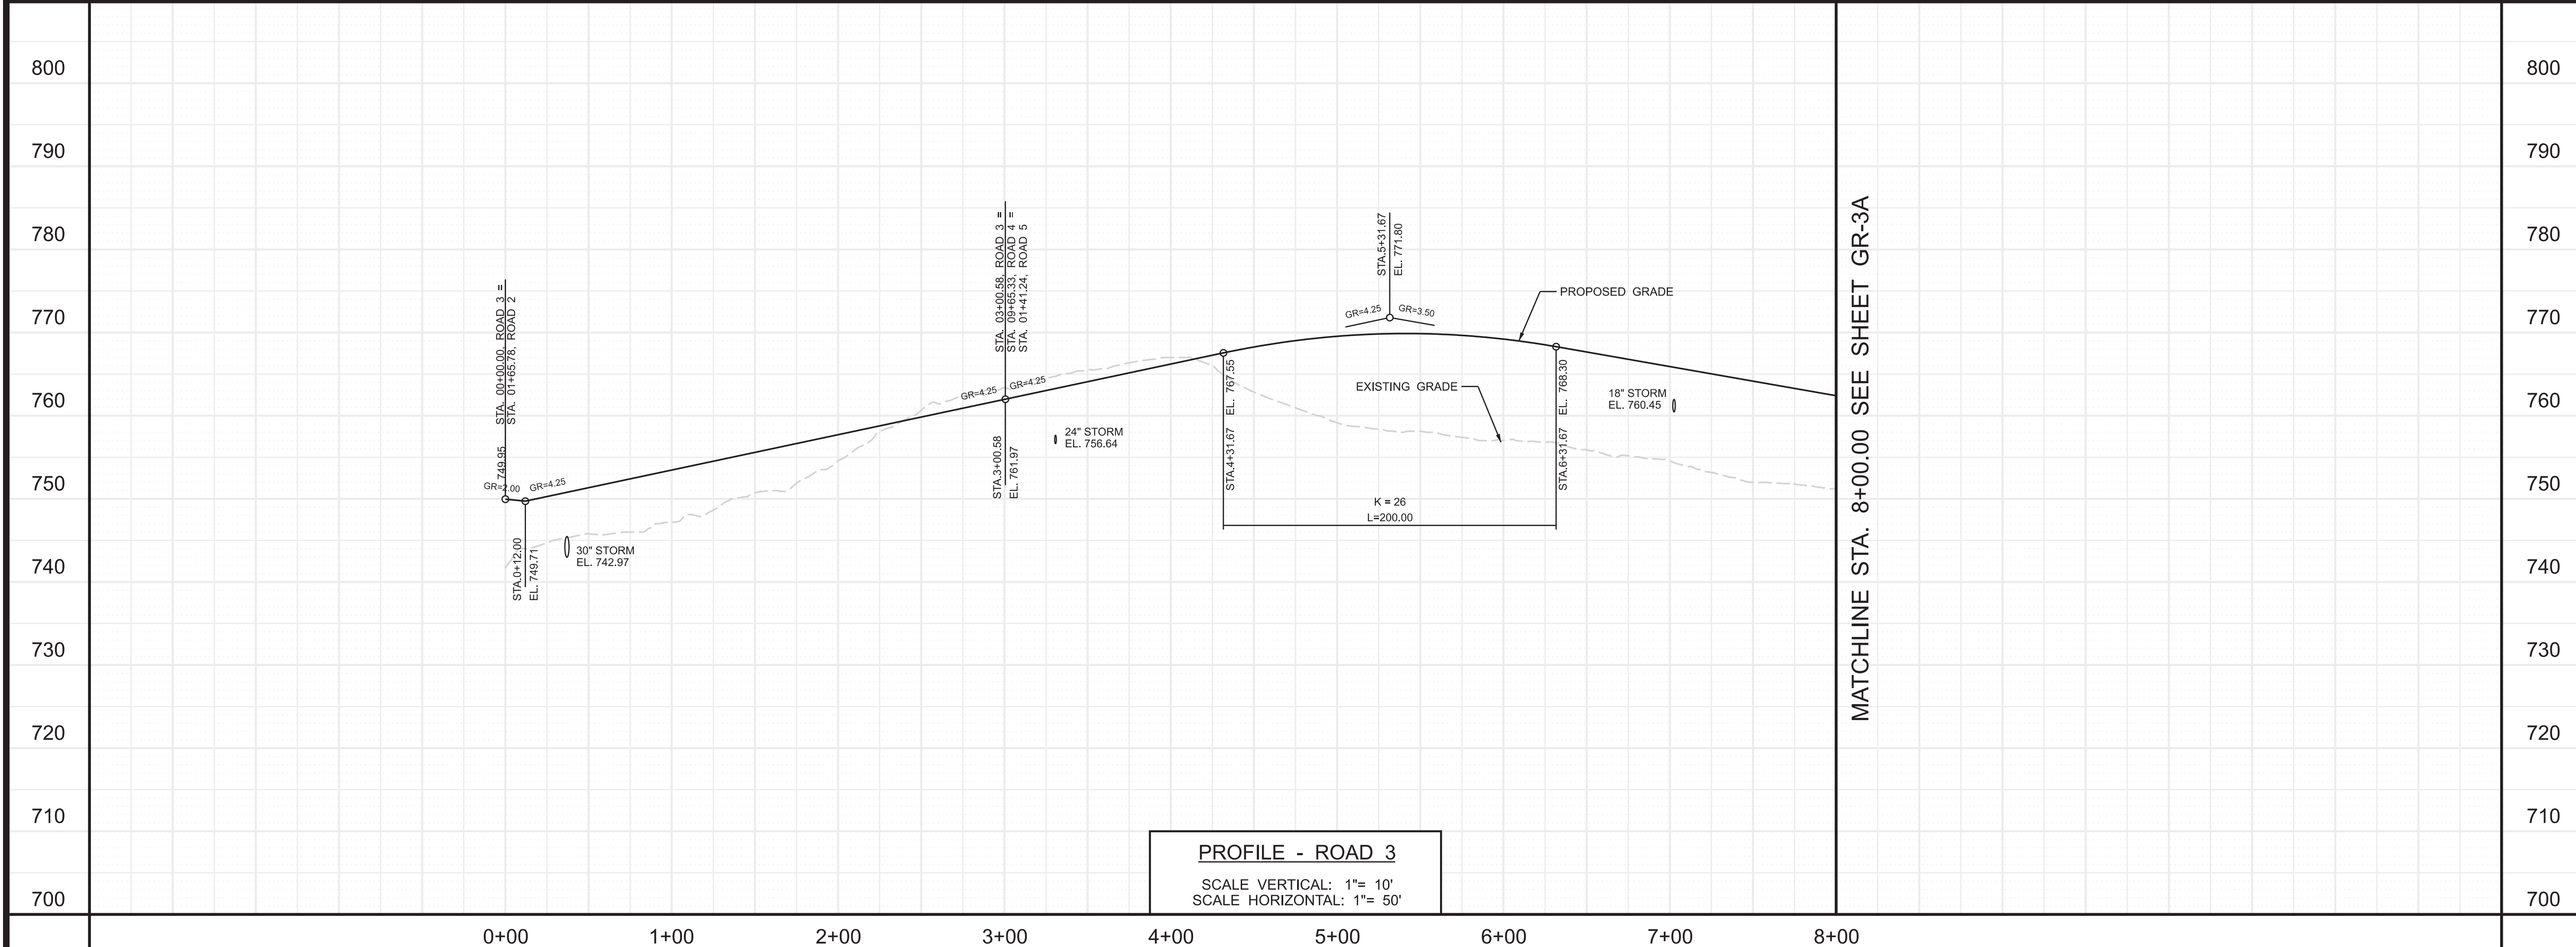 800
790
780
770
760
750
740
730
720
710
700
STA. 00+00.00, ROAD 3 =
STA. 01+65.78, ROAD 2
749.95
GR=2.00
GR=4.25
STA.0+12.00
EL. 749.71
30" STORM
EL. 742.97
STA. 03+00.58, ROAD 3 =
STA. 09+65.33, ROAD 4 =
STA. 01+41.24, ROAD 5
GR=4.25
GR=4.25
STA.3+00.58
EL. 761.97
24" STORM
EL. 756.64
STA.4+31.67 EL. 767.55
STA.5+31.67
EL. 771.80
GR=4.25
GR=3.50
PROPOSED GRADE
EXISTING GRADE
K = 26
L=200.00
STA.6+31.67 EL. 768.30
18" STORM
EL. 760.45
MATCHLINE STA. 8+00.00 SEE SHEET GR-3A
800
790
780
770
760
750
740
730
720
710
700
PROFILE - ROAD 3
SCALE VERTICAL: 1"= 10'
SCALE HORIZONTAL: 1"= 50'
0+00 1+00 2+00 3+00 4+00 5+00 6+00 7+00 8+00